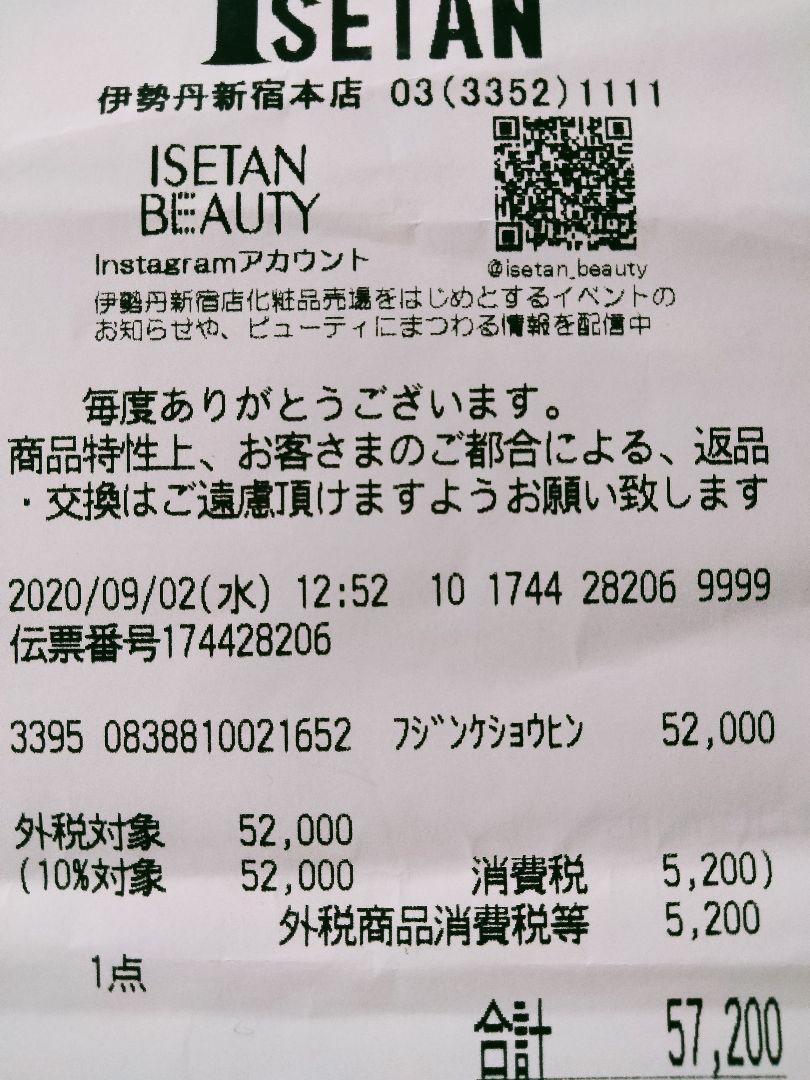 ISETAN
伊勢丹新宿本店 03(3352)1111
ISETAN
BEAUTY
Instagramアカウント
@isetan_beauty
伊勢丹新宿店化粧品売場をはじめとするイベントの
お知らせや、ビューティにまつわる情報を配信中
毎度ありがとうございます。
商品特性上、お客さまのご都合による、返品
・交換はご遠慮頂けますようお願い致します
2020/09/02(水) 12:52 10 1744 28206 9999
伝票番号174428206
3395 0838810021652 フジンケショウヒン 52,000
外税対象 52,000
(10%対象 52,000 消費税 5,200)
外税商品消費税等 5,200
1点
合計 57,200